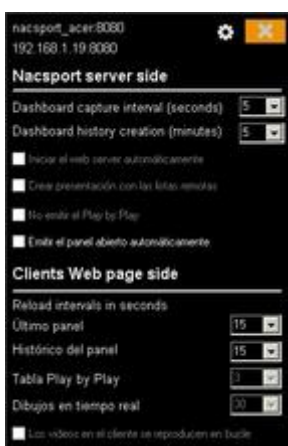 nacsport_acer:8080
192.168.1.19:8080
Nacsport server side
Dashboard capture interval (seconds) 5
Dashboard history creation (minutes) 5
Iniciar el web server automáticamente
Crear presentación con las listas remotas
No emitir el Play by Play
Emitir el panel abierto automáticamente
Clients Web page side
Reload intervals in seconds
Último panel 15
Histórico del panel 15
Tabla Play by Play 3
Dibujos en tiempo real 30
Los videos en el cliente se reproducen en bucle